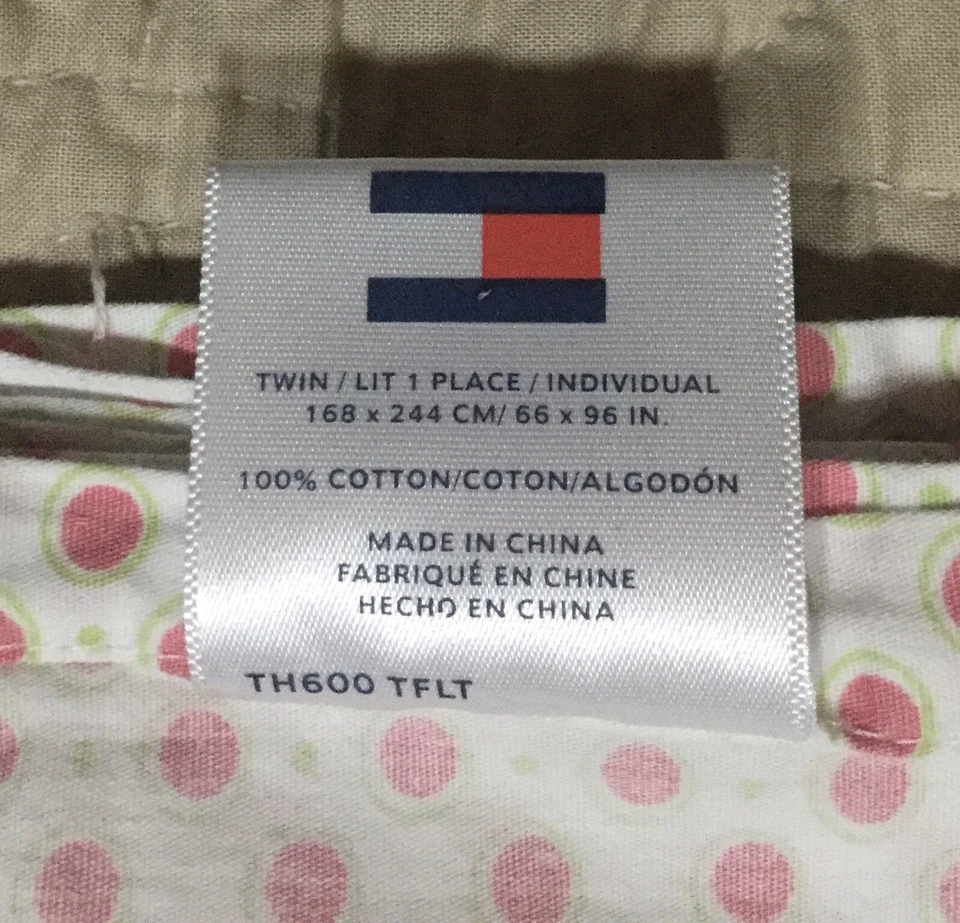 TWIN / LIT 1 PLACE / INDIVIDUAL
168 x 244 CM/ 66 x 96 IN.
100% COTTON/COTON/ALGODÓN
MADE IN CHINA
FABRIQUÉ EN CHINE
HECHO EN CHINA
TH600 TFLT